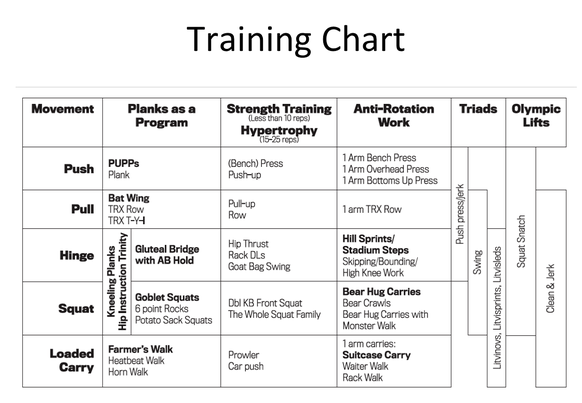 Training Chart
Movement
Planks as a
Program
Strength Training
(Less than 10 reps)
Hypertrophy
(15-25 reps)
Anti-Rotation
Work
Triads
Olympic
Lifts
Push
PUPPs
Plank
(Bench) Press
Push-up
1 Arm Bench Press
1 Arm Overhead Press
1 Arm Bottoms Up Press
Pull
Bat Wing
TRX Row
TRX T-Y-I
Pull-up
Row
1 arm TRX Row
Hinge
Kneeling Planks
Hip Instruction Trinity
Gluteal Bridge
with AB Hold
Hip Thrust
Rack DLs
Goat Bag Swing
Hill Sprints/
Stadium Steps
Skipping/Bounding/
High Knee Work
Squat
Goblet Squats
6 point Rocks
Potato Sack Squats
Dbl KB Front Squat
The Whole Squat Family
Bear Hug Carries
Bear Crawls
Bear Hug Carries with
Monster Walk
Loaded
Carry
Farmer's Walk
Heatbeat Walk
Horn Walk
Prowler
Car push
1 arm carries:
Suitcase Carry
Waiter Walk
Rack Walk
Push press/jerk
Swing
Litvinovs, Litvisprints, Litvisleds
Squat Snatch
Clean & Jerk